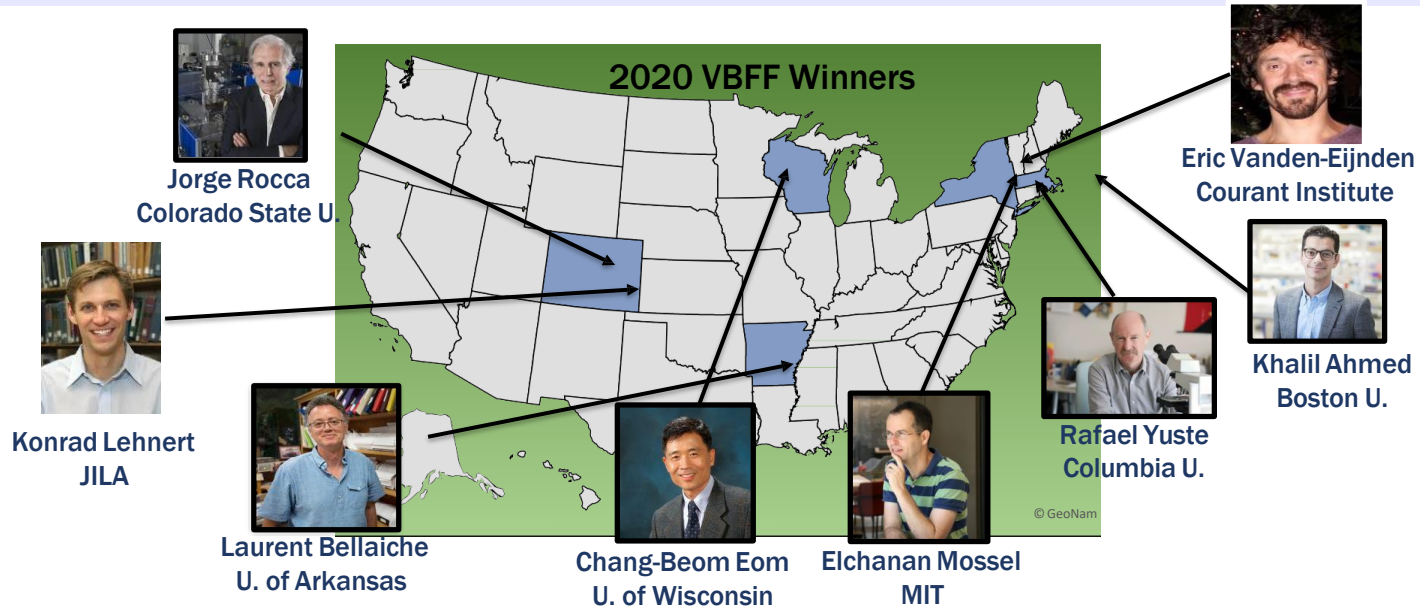 2020 VBFF Winners
Jorge Rocca
Colorado State U.
Eric Vanden-Eijnden
Courant Institute
Konrad Lehnert
JILA
Khalil Ahmed
Boston U.
Rafael Yuste
Columbia U.
© GeoNam
Laurent Bellaiche
U. of Arkansas
Chang-Beom Eom
U. of Wisconsin
Elchanan Mossel
MIT